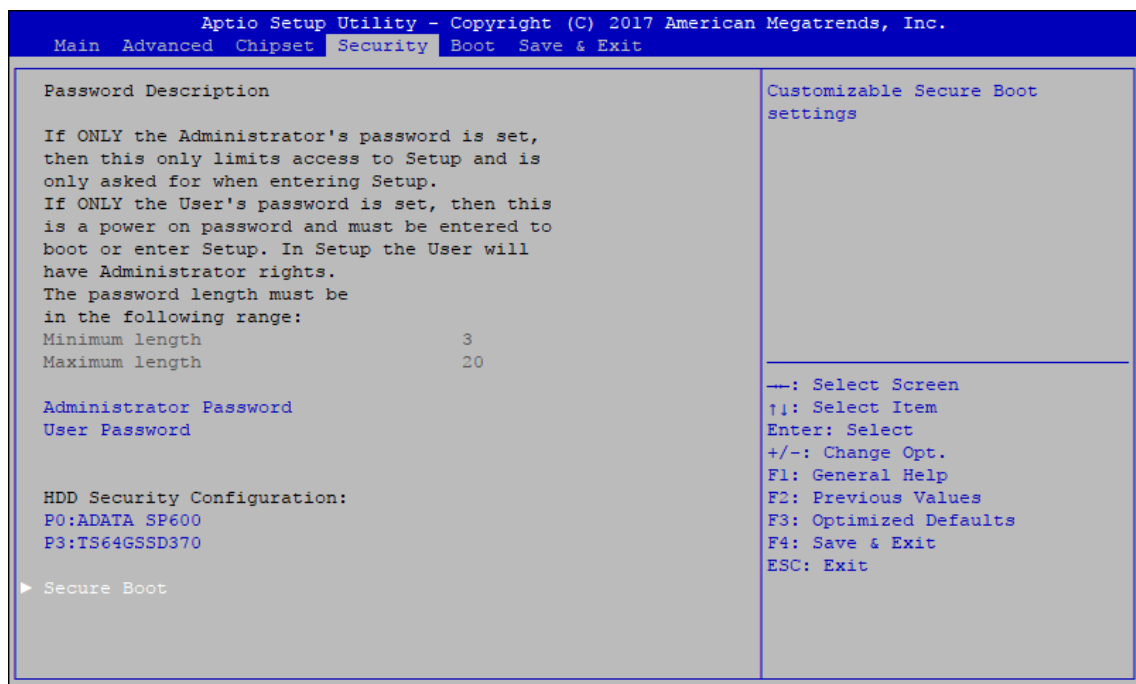 Aptio Setup Utility – Copyright (C) 2017 American Megatrends, Inc.
Main Advanced Chipset Security Boot Save & Exit
Password Description
If ONLY the Administrator's password is set,
then this only limits access to Setup and is
only asked for when entering Setup.
If ONLY the User's password is set, then this
is a power on password and must be entered to
boot or enter Setup. In Setup the User will
have Administrator rights.
The password length must be
in the following range:
Minimum length 3
Maximum length 20
Administrator Password
User Password
HDD Security Configuration:
P0:ADATA SP600
P3:TS64GSSD370
► Secure Boot
Customizable Secure Boot
settings
→←: Select Screen
↑↓: Select Item
Enter: Select
+/-: Change Opt.
F1: General Help
F2: Previous Values
F3: Optimized Defaults
F4: Save & Exit
ESC: Exit